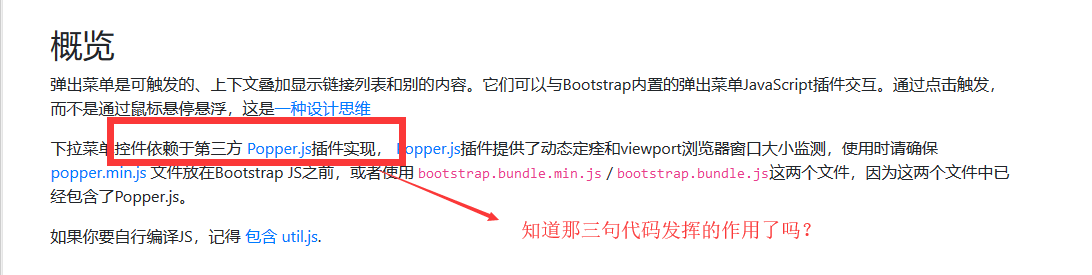 概览
弹出菜单是可触发的、上下文叠加显示链接列表和别的内容。它们可以与Bootstrap内置的弹出菜单JavaScript插件交互。通过点击触发，
而不是通过鼠标悬停悬浮，这是一种设计思维
下拉菜单控件依赖于第三方 Popper.js插件实现， Popper.js插件提供了动态定痊和viewport浏览器窗口大小监测，使用时请确保
popper.min.js 文件放在Bootstrap JS之前，或者使用 bootstrap.bundle.min.js / bootstrap.bundle.js这两个文件，因为这两个文件中已
经包含了Popper.js。
知道那三句代码发挥的作用了吗？
如果你要自行编译JS，记得 包含 util.js.